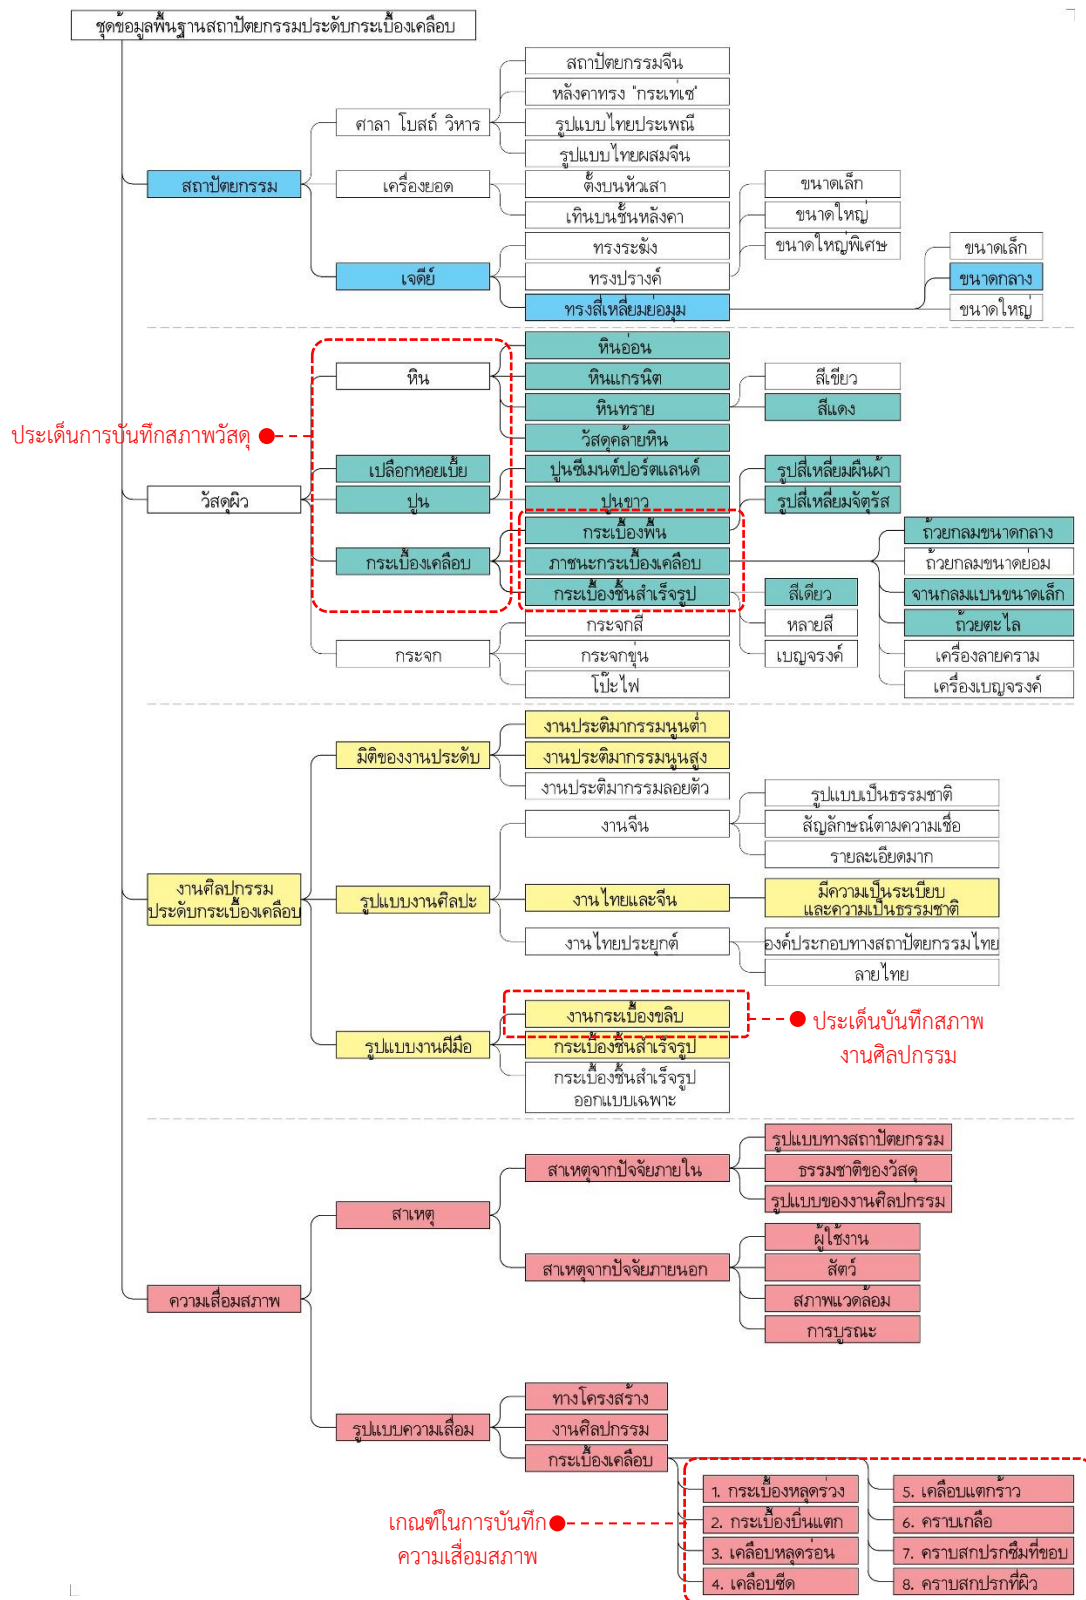 ชุดข้อมูลพื้นฐานสถาปัตยกรรมประดับกระเบื้องเคลือบ
สถาปัตยกรรม
ศาลา โบสถ์ วิหาร
สถาปัตยกรรมจีน
หลังคาทรง "กระเท่เซ"
รูปแบบไทยประเพณี
รูปแบบไทยผสมจีน
เครื่องยอด
ตั้งบนหัวเสา
เทินบนชั้นหลังคา
เจดีย์
ทรงระฆัง
ทรงปรางค์
ขนาดเล็ก
ขนาดใหญ่
ขนาดใหญ่พิเศษ
ทรงสี่เหลี่ยมย่อมุม
ขนาดเล็ก
ขนาดกลาง
ขนาดใหญ่
ประเด็นการบันทึกสภาพวัสดุ
วัสดุผิว
หิน
หินอ่อน
หินแกรนิต
หินทราย
สีเขียว
สีแดง
วัสดุคล้ายหิน
เปลือกหอยเบี้ย
ปูน
ปูนซีเมนต์ปอร์ตแลนด์
ปูนขาว
กระเบื้องเคลือบ
กระเบื้องพื้น
รูปสี่เหลี่ยมผืนผ้า
รูปสี่เหลี่ยมจัตุรัส
ภาชนะกระเบื้องเคลือบ
ถ้วยกลมขนาดกลาง
ถ้วยกลมขนาดย่อม
จานกลมแบนขนาดเล็ก
ถ้วยตะไล
เครื่องลายคราม
เครื่องเบญจรงค์
กระเบื้องชิ้นสำเร็จรูป
สีเดียว
หลายสี
เบญจรงค์
กระจก
กระจกสี
กระจกขุ่น
โป๊ะไฟ
งานศิลปกรรม
ประดับกระเบื้องเคลือบ
มิติของงานประดับ
งานประติมากรรมนูนต่ำ
งานประติมากรรมนูนสูง
งานประติมากรรมลอยตัว
รูปแบบงานศิลปะ
งานจีน
รูปแบบเป็นธรรมชาติ
สัญลักษณ์ตามความเชื่อ
รายละเอียดมาก
งานไทยและจีน
มีความเป็นระเบียบ
และความเป็นธรรมชาติ
งานไทยประยุกต์
องค์ประกอบทางสถาปัตยกรรมไทย
ลายไทย
รูปแบบงานฝีมือ
งานกระเบื้องขลิบ
กระเบื้องชิ้นสำเร็จรูป
กระเบื้องชิ้นสำเร็จรูป
ออกแบบเฉพาะ
ประเด็นบันทึกสภาพ
งานศิลปกรรม
ความเสื่อมสภาพ
สาเหตุ
สาเหตุจากปัจจัยภายใน
รูปแบบทางสถาปัตยกรรม
ธรรมชาติของวัสดุ
รูปแบบของงานศิลปกรรม
สาเหตุจากปัจจัยภายนอก
ผู้ใช้งาน
สัตว์
สภาพแวดล้อม
การบูรณะ
รูปแบบความเสื่อม
ทางโครงสร้าง
งานศิลปกรรม
กระเบื้องเคลือบ
เกณฑ์ในการบันทึก
ความเสื่อมสภาพ
1. กระเบื้องหลุดร่วง
2. กระเบื้องบิ่นแตก
3. เคลือบหลุดร่อน
4. เคลือบซีด
5. เคลือบแตกร้าว
6. คราบเกลือ
7. คราบสกปรกซึมที่ขอบ
8. คราบสกปรกที่ผิว